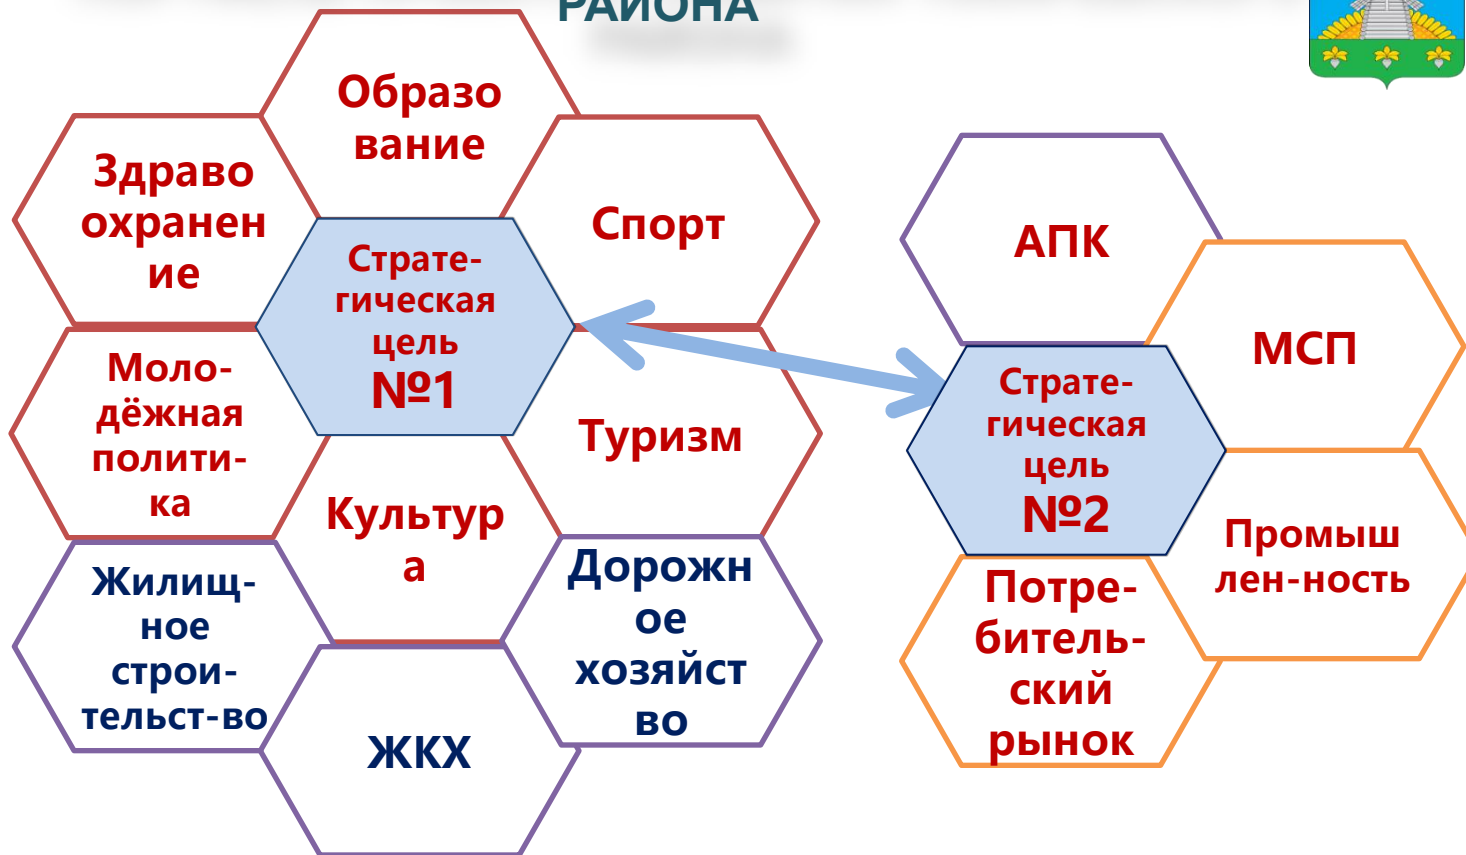 РАЙОНА
Образо
вание
Здраво
охранен
ие
Спорт
Страте-
гическая
цель
№1
Моло-
дёжная
полити-
ка
Туризм
Культур
а
Жилищ-
ное
строи-
тельст-во
Дорожн
ое
хозяйст
во
ЖКХ
АПК
МСП
Страте-
гическая
цель
№2
Промыш
лен-ность
Потре-
битель-
ский
рынок